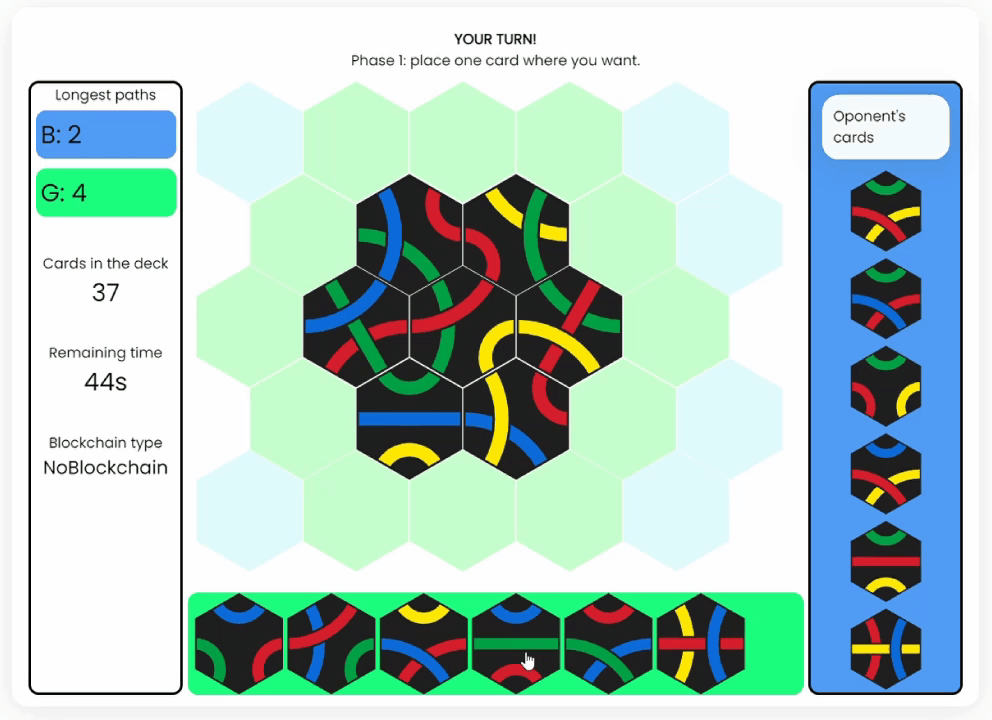 YOUR TURN!
Phase 1: place one card where you want.
Longest paths
B: 2
G: 4
Cards in the deck
37
Remaining time
44s
Blockchain type
NoBlockchain
Oponent's
cards